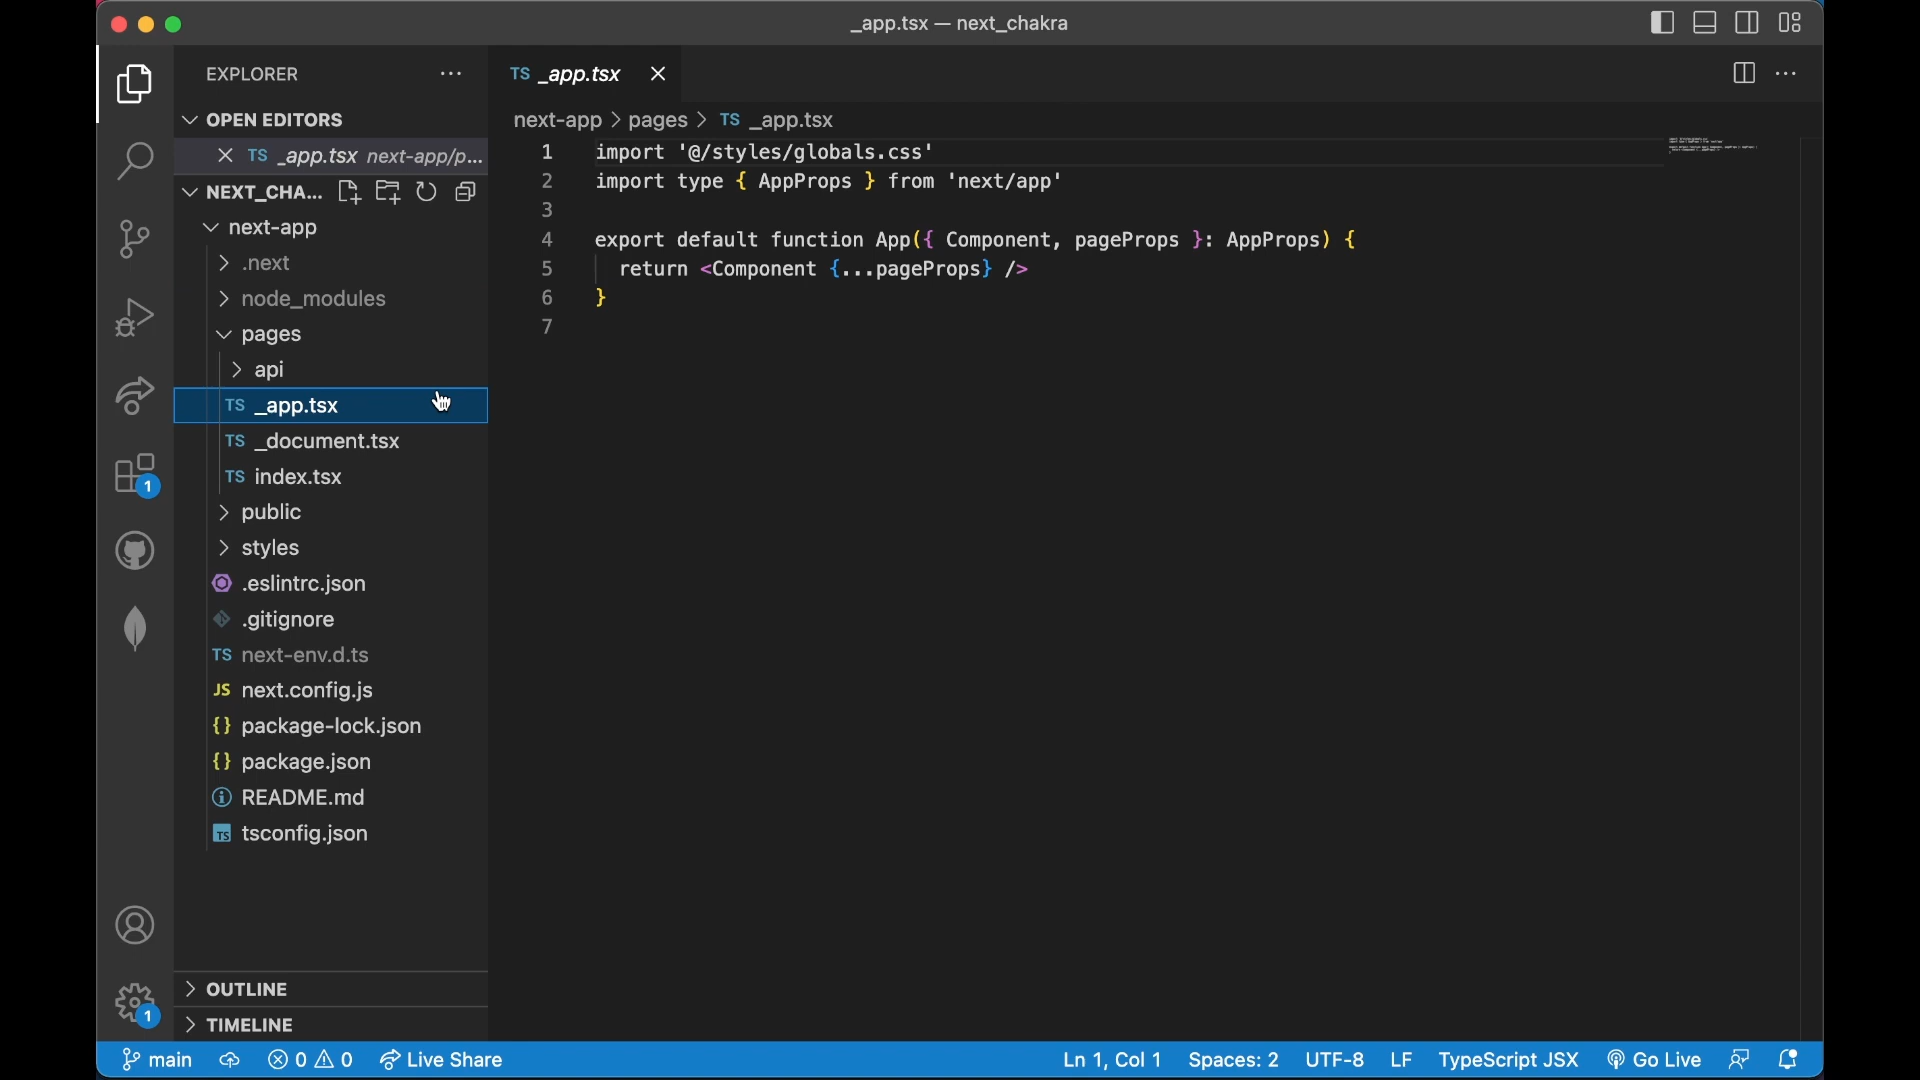 _app.tsx — next_chakra
EXPLORER
OPEN EDITORS
TS _app.tsx next-app/p...
NEXT_CHA...
next-app
.next
node_modules
pages
api
TS _app.tsx
TS _document.tsx
TS index.tsx
public
styles
.eslintrc.json
.gitignore
TS next-env.d.ts
JS next.config.js
{} package-lock.json
{} package.json
README.md
TS tsconfig.json
OUTLINE
TIMELINE
1
1
TS _app.tsx
next-app > pages > TS _app.tsx
1 import '@/styles/globals.css'
2 import type { AppProps } from 'next/app'
3
4 export default function App({ Component, pageProps }: AppProps) {
5 return <Component {...pageProps} />
6 }
7
main 0 0 Live Share Ln 1, Col 1 Spaces: 2 UTF-8 LF TypeScript JSX Go Live